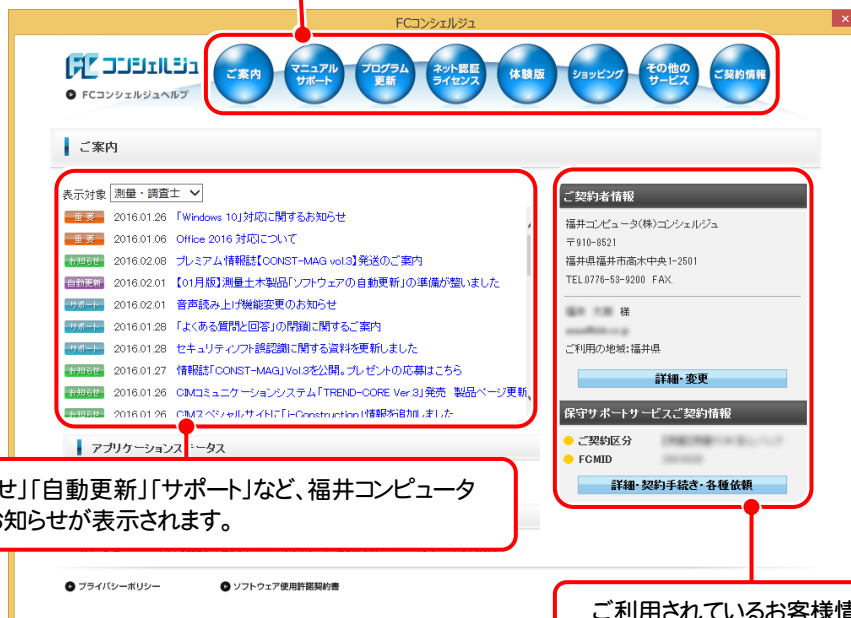 FCコンシェルジュ
FC コンシェルジュ
FCコンシェルジュヘルプ
ご案内
マニュアル
サポート
プログラム
更新
ネット認証
ライセンス
体験版
ショッピング
その他の
サービス
ご契約情報
ご案内
表示対象 測量・調査士
重要 2016.01.26 「Windows 10」対応に関するお知らせ
重要 2016.01.06 Office 2016 対応について
お知らせ 2016.02.08 プレミアム情報誌【CONST-MAG vol.3】発送のご案内
自動更新 2016.02.01 【01月版】測量土木製品「ソフトウェアの自動更新」の準備が整いました
サポート 2016.02.01 音声読み上げ機能変更のお知らせ
サポート 2016.01.28 「よくある質問と回答」の閉鎖に関するご案内
サポート 2016.01.28 セキュリティソフト誤認識に関する資料を更新しました
お知らせ 2016.01.27 情報誌「CONST-MAG」Vol.3を公開。プレゼントの応募はこちら
お知らせ 2016.01.26 CIMコミュニケーションシステム「TREND-CORE Ver.3」発売 製品ページ更新
お知らせ 2016.01.26 CIMスペシャルサイトに「i-Construction」情報を追加しました
アプリケーションステータス
せ」「自動更新」「サポート」など、福井コンピュータ
お知らせが表示されます。
プライバシーポリシー
ソフトウェア使用許諾契約書
ご契約者情報
福井コンピュータ(株)コンシェルジュ
〒910-8521
福井県福井市高木中央1-2501
TEL.0776-53-9200 FAX.
様
ご利用の地域:福井県
詳細・変更
保守サポートサービスご契約情報
ご契約区分
FCMID
詳細・契約手続き・各種依頼
ご利用されているお客様情